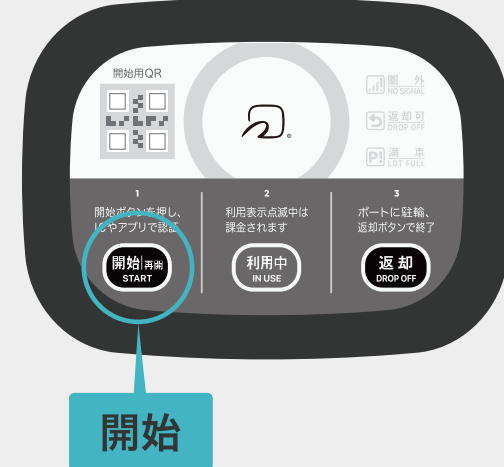 開始用QR
圏 外
NO SIGNAL
返却可
DROP OFF
P! 満 車
LOT FULL
1
開始ボタンを押し、
ICやアプリで認証
開始|再開
START
2
利用表示点滅中は
課金されます
利用中
IN USE
3
ポートに駐輪、
返却ボタンで終了
返却
DROP OFF
開始